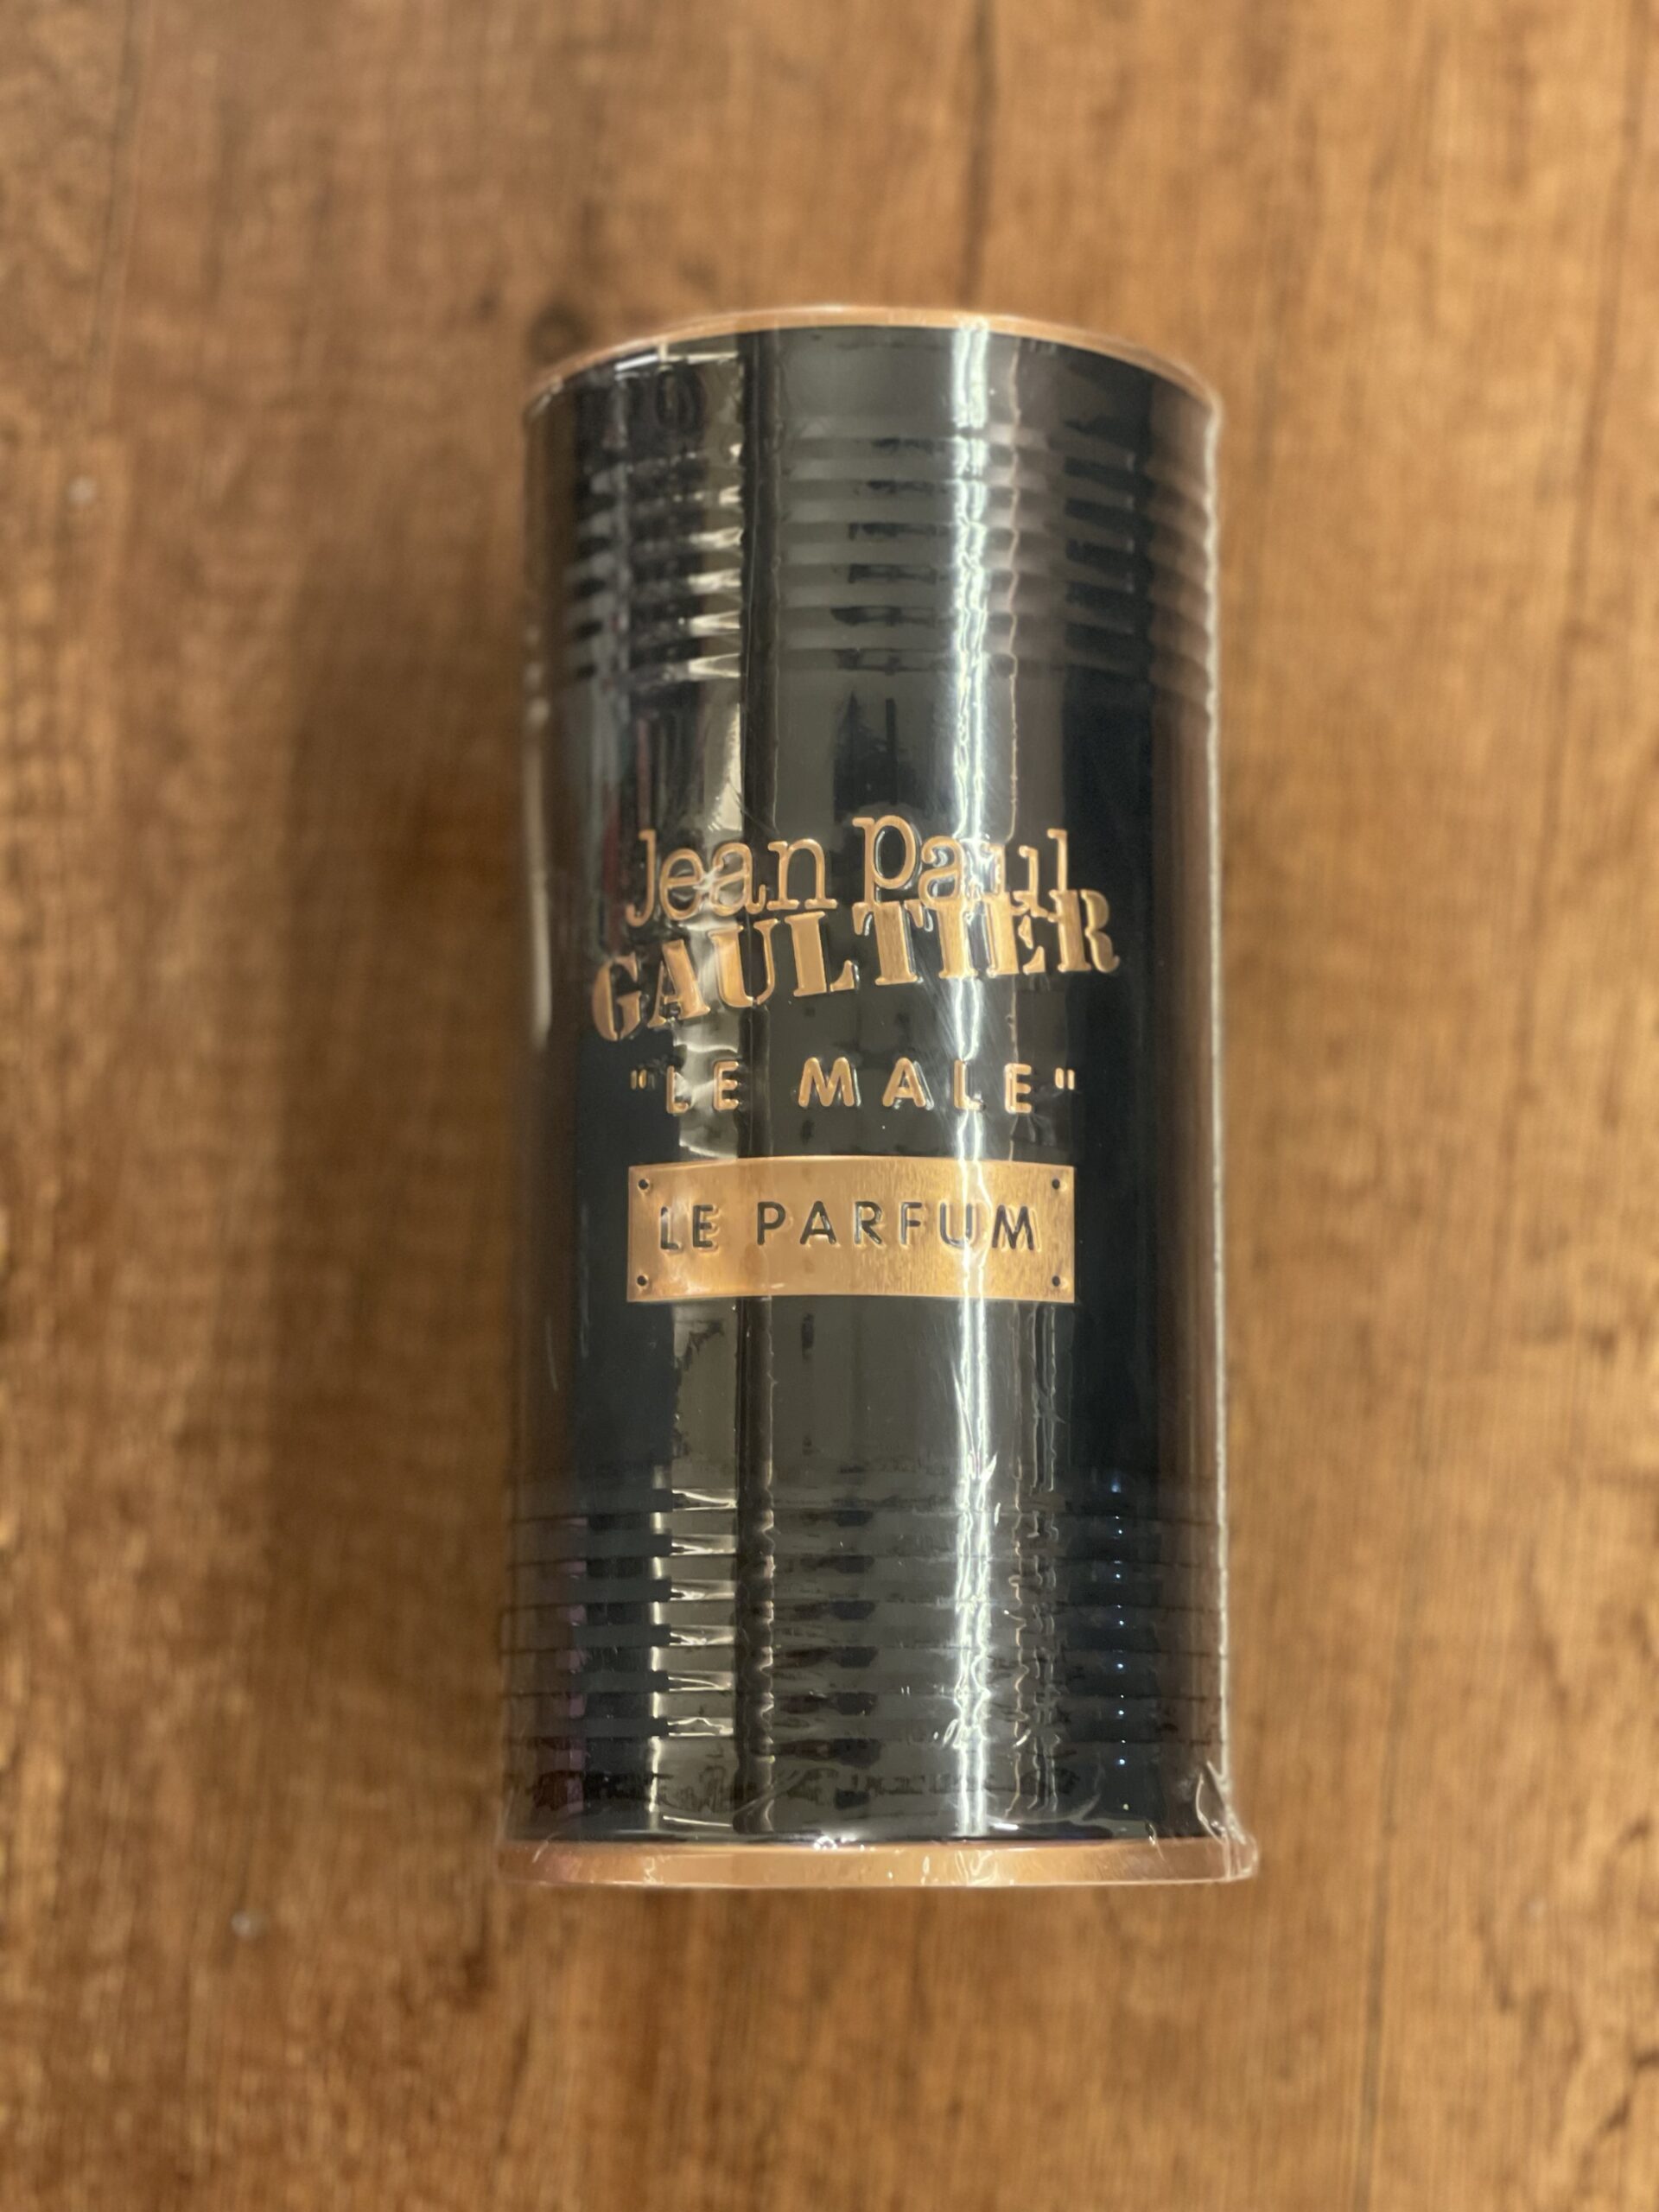 Jean Paul
GAULTIER
"LE MALE"
LE PARFUM